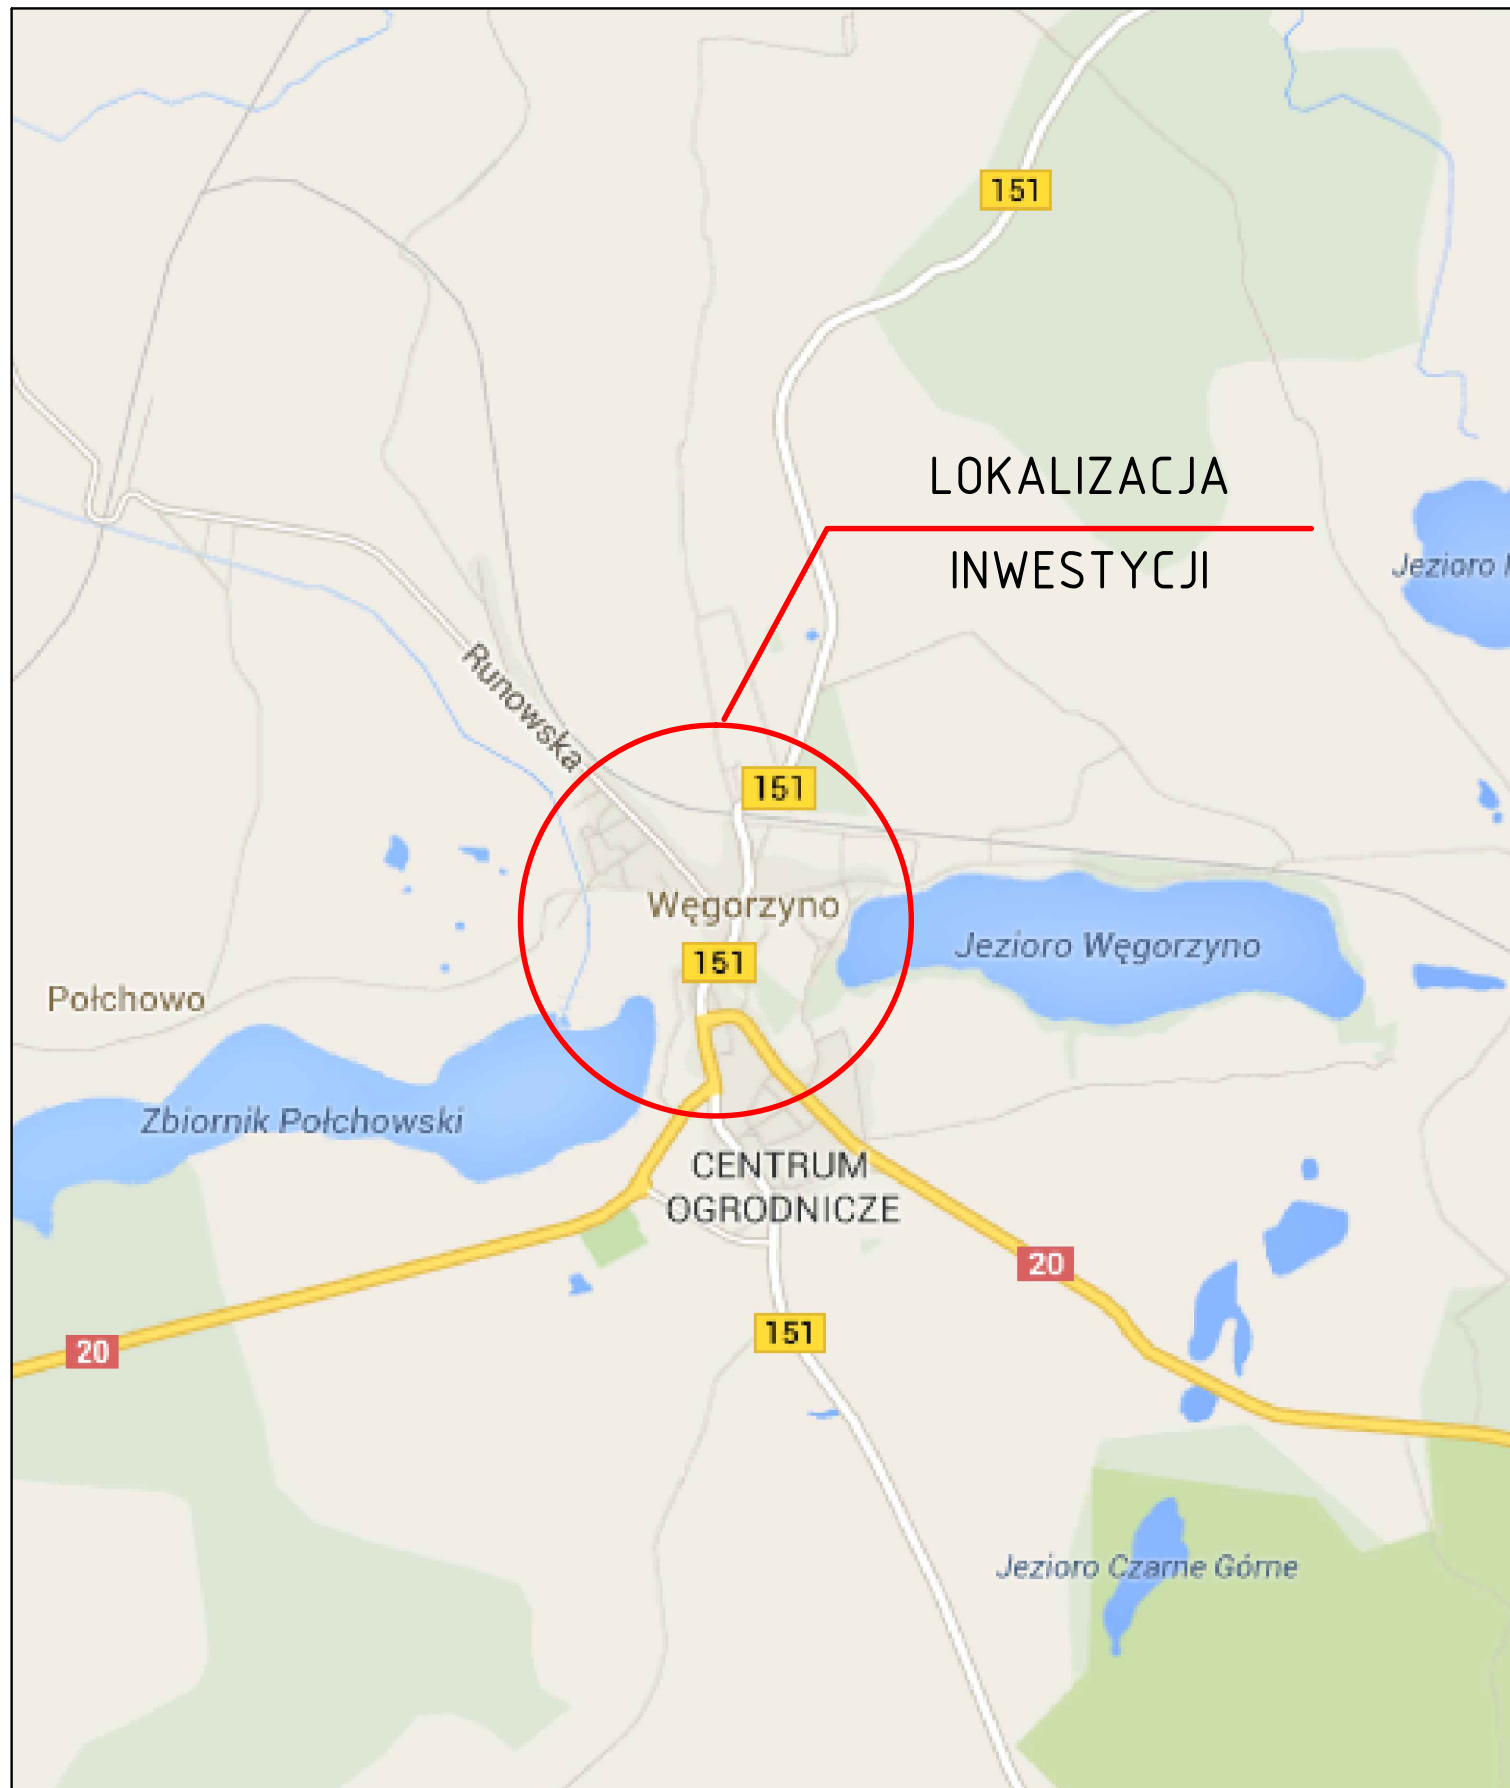 151
LOKALIZACJA
INWESTYCJI
Jezioro
Runowska
151
Węgorzyno
Jezioro Węgorzyno
151
Połchowo
Zbiornik Połchowski
CENTRUM
OGRODNICZE
20
151
20
Jezioro Czarne Górne